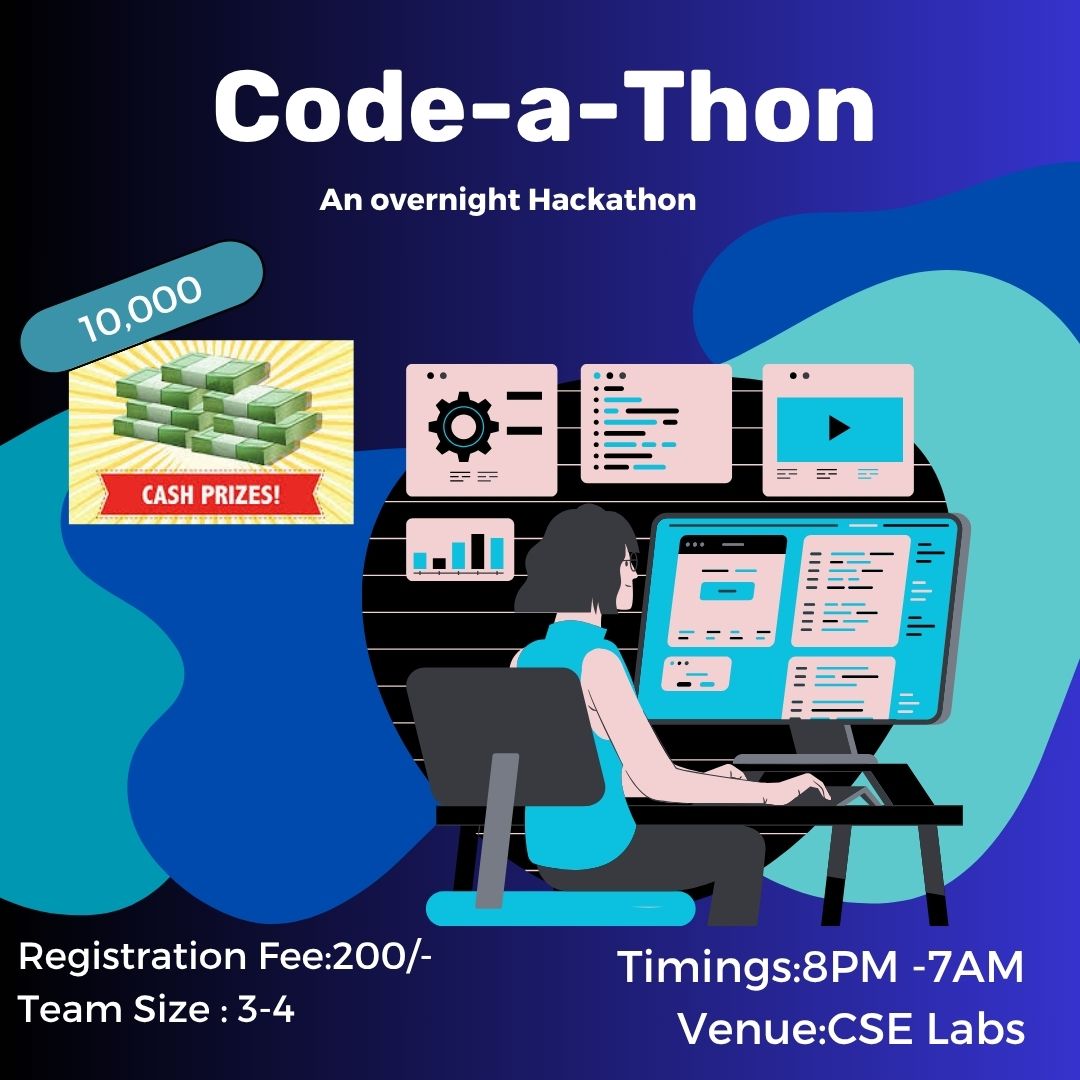 Code-a-Thon
An overnight Hackathon
10,000
CASH PRIZES!
Registration Fee:200/-
Team Size : 3-4
Timings:8PM -7AM
Venue:CSE Labs